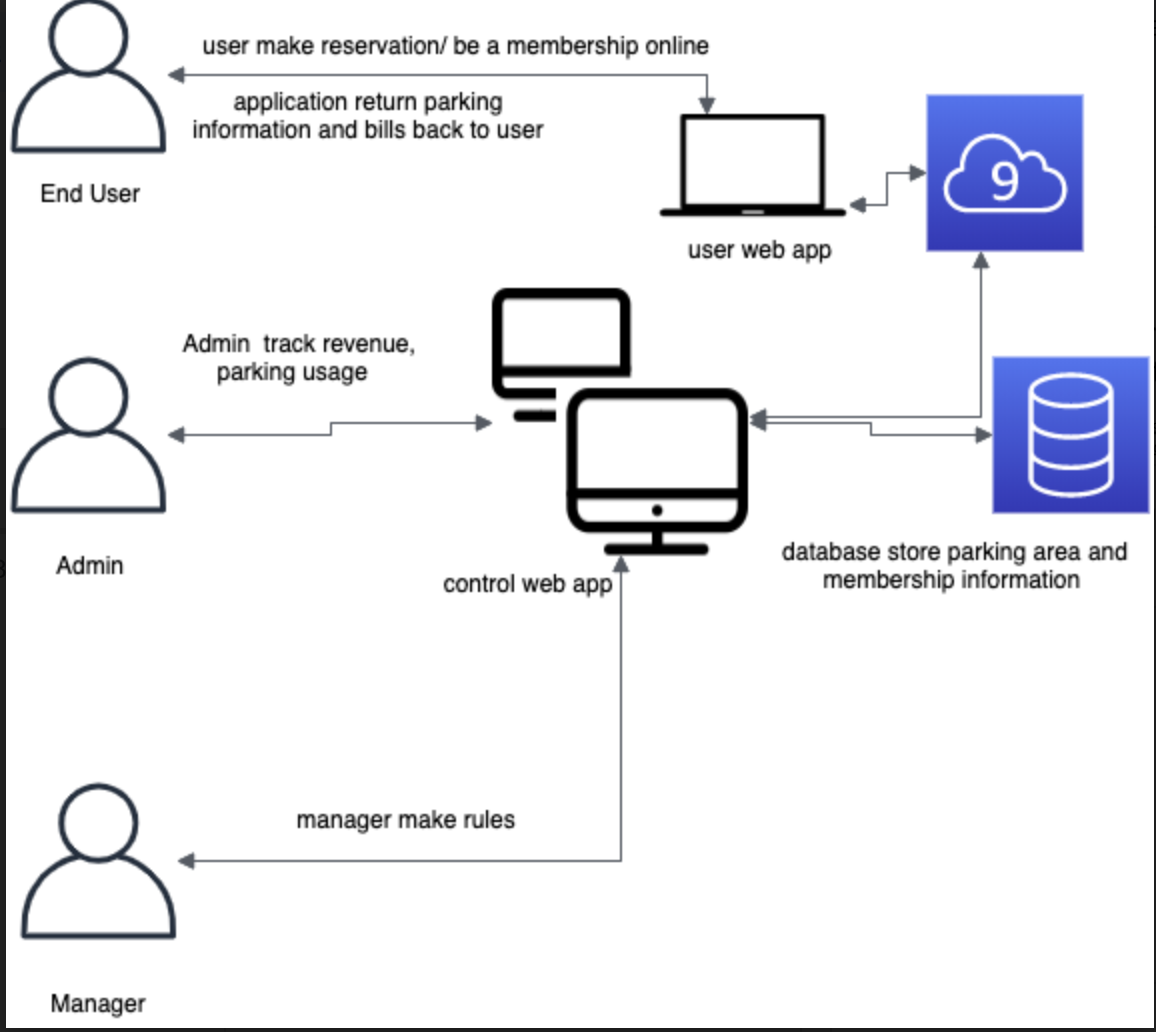 user make reservation/ be a membership online
application return parking
information and bills back to user
End User
9
user web app
Admin  track revenue,
parking usage
Admin
control web app
database store parking area and
membership information
manager make rules
Manager